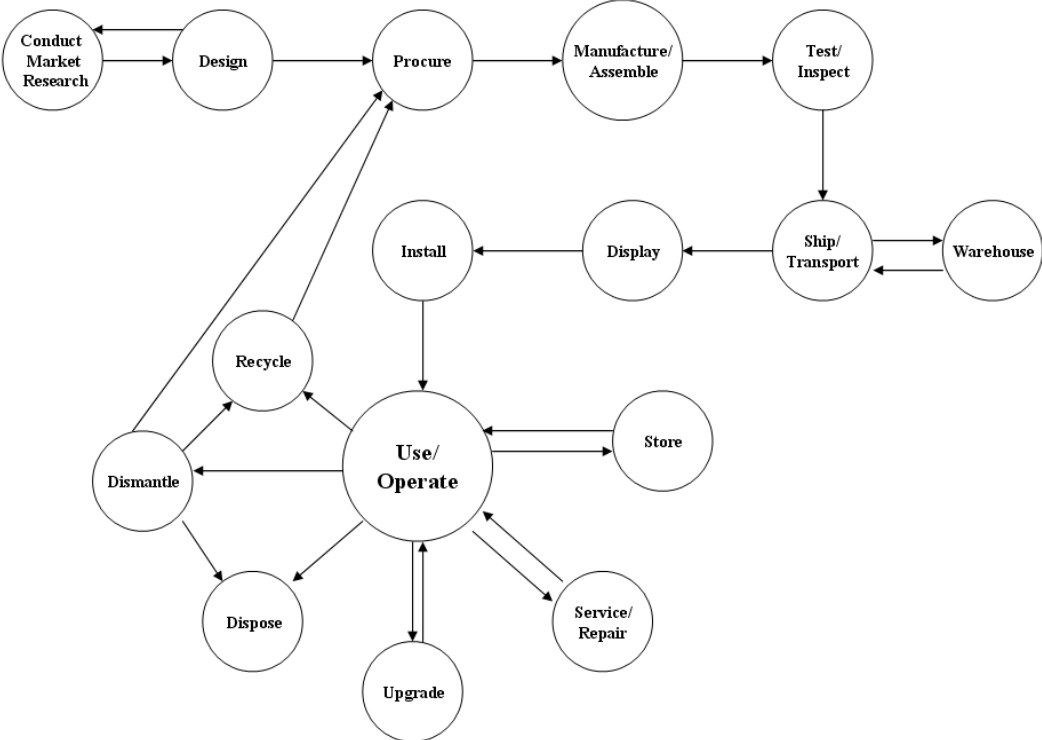 Conduct
Market
Research
Design
Procure
Manufacture/
Assemble
Test/
Inspect
Install
Display
Ship/
Transport
Warehouse
Recycle
Use/
Operate
Store
Dismantle
Dispose
Service/
Repair
Upgrade